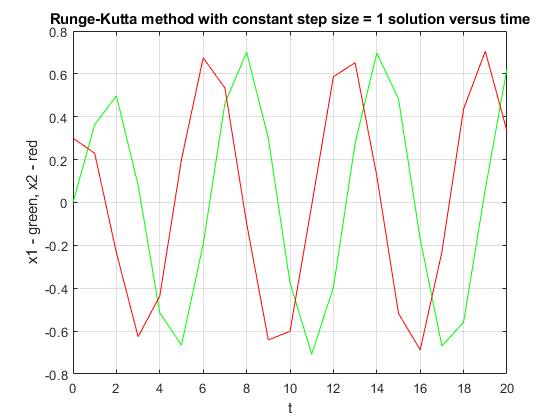 Runge-Kutta method with constant step size = 1 solution versus time
0.8
0.6
0.4
0.2
0
-0.2
-0.4
-0.6
-0.8
x1 - green, x2 - red
0 2 4 6 8 10 12 14 16 18 20
t